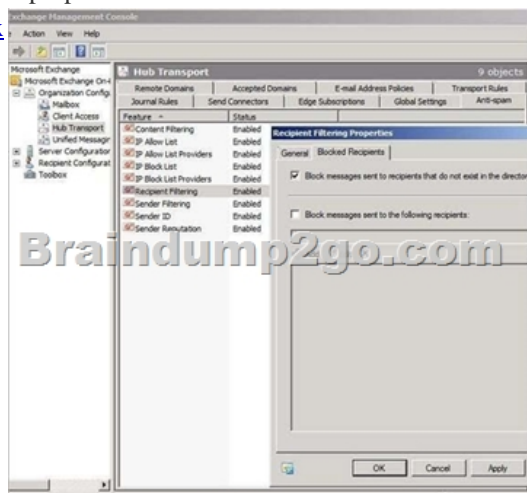 xchange Management Console
k
Action View Help
Microsoft Exchange
Microsoft Exchange On-
Organization Config
Mailbox
Client Access
Hub Transport
Unified Messagi
Server Configuration
Recipient Configurat
Toolbox
Hub Transport 9 objects
Remote Domains Accepted Domains E-mail Address Policies Transport Rules
Journal Rules Send Connectors Edge Subscriptions Global Settings Anti-spam
Feature Status
Content Filtering Enabled
IP Allow List Enabled
IP Allow List Providers Enabled
IP Block List Enabled
IP Block List Providers Enabled
Recipient Filtering Enabled
Sender Filtering Enabled
Sender ID Enabled
Sender Reputation Enabled
Recipient Filtering Properties
General Blocked Recipients
Block messages sent to recipients that do not exist in the director
Block messages sent to the following recipients:
Braindump2go.com
OK Cancel Apply